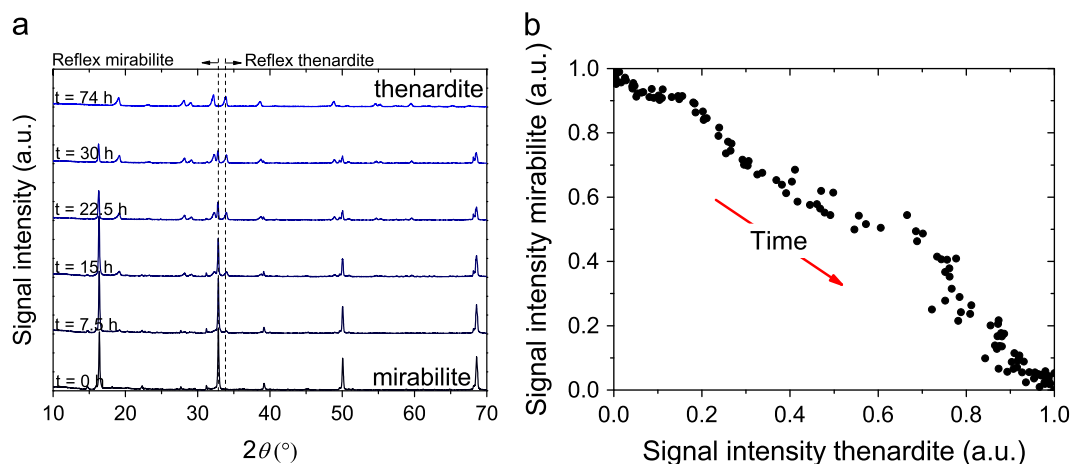 a
Reflex mirabilite
Reflex thenardite
thenardite
t = 74 h
t = 30 h
t = 22.5 h
t = 15 h
t = 7.5 h
t = 0
mirabilite
10 20 30 40 50 60 70
2θ (°)
Signal intensity (a.u.)
b
1.0
0.8
0.6
0.4
0.2
0.0
Time
0.0 0.2 0.4 0.6 0.8 1.0
Signal intensity thenardite (a.u.)
Signal intensity mirabilite (a.u.)